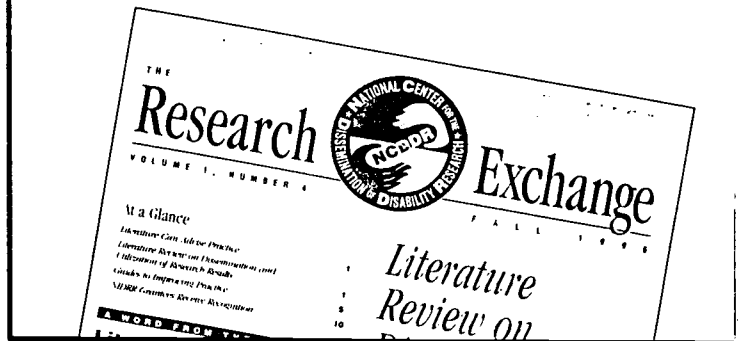 THE
Research Exchange
NATIONAL CENTER FOR THE DISSEMINATION OF DISABILITY RESEARCH
NCDDR
VOLUME 1, NUMBER 4
FALL 1996
At a Glance
Literature Can Advise Practice 1
Literature Review on Dissemination and
Utilization of Research Results 1
Guides to Improving Practice 5
NIDRR Grantees Receive Recognition 10
A WORD FROM THE
Literature
Review on